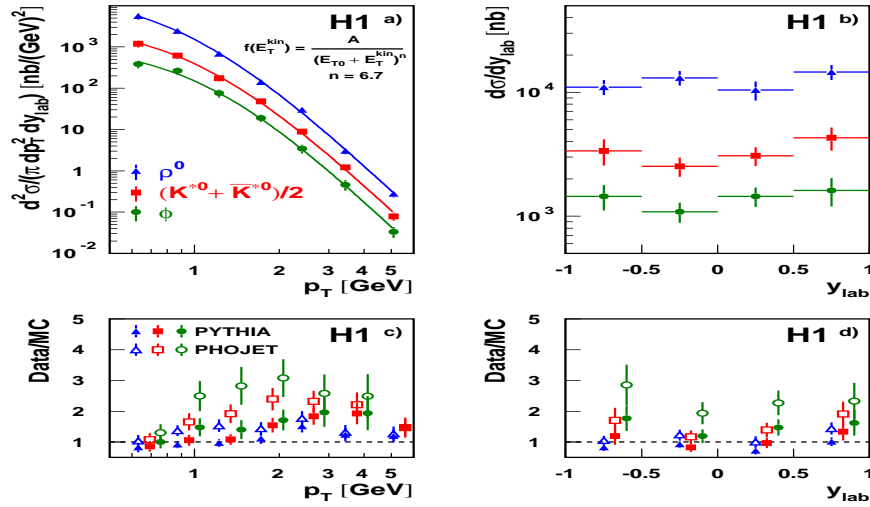 H1 a)
f(E_T^kin) = A / (E_T0 + E_T^kin)^n
n = 6.7
d²σ/(π dp_T² dy_lab) [nb/(GeV)²]
10³
10²
10
1
10⁻¹
10⁻²
ρ⁰
(K*⁰ + K̅*⁰)/2
ϕ
1 2 3 4 5
p_T [GeV]
H1 b)
dσ/dy_lab [nb]
10⁴
10³
-1 -0.5 0 0.5 1
y_lab
H1 c)
Data/MC
PYTHIA
PHOJET
5
4
3
2
1
1 2 3 4 5
p_T [GeV]
H1 d)
Data/MC
5
4
3
2
1
-1 -0.5 0 0.5 1
y_lab